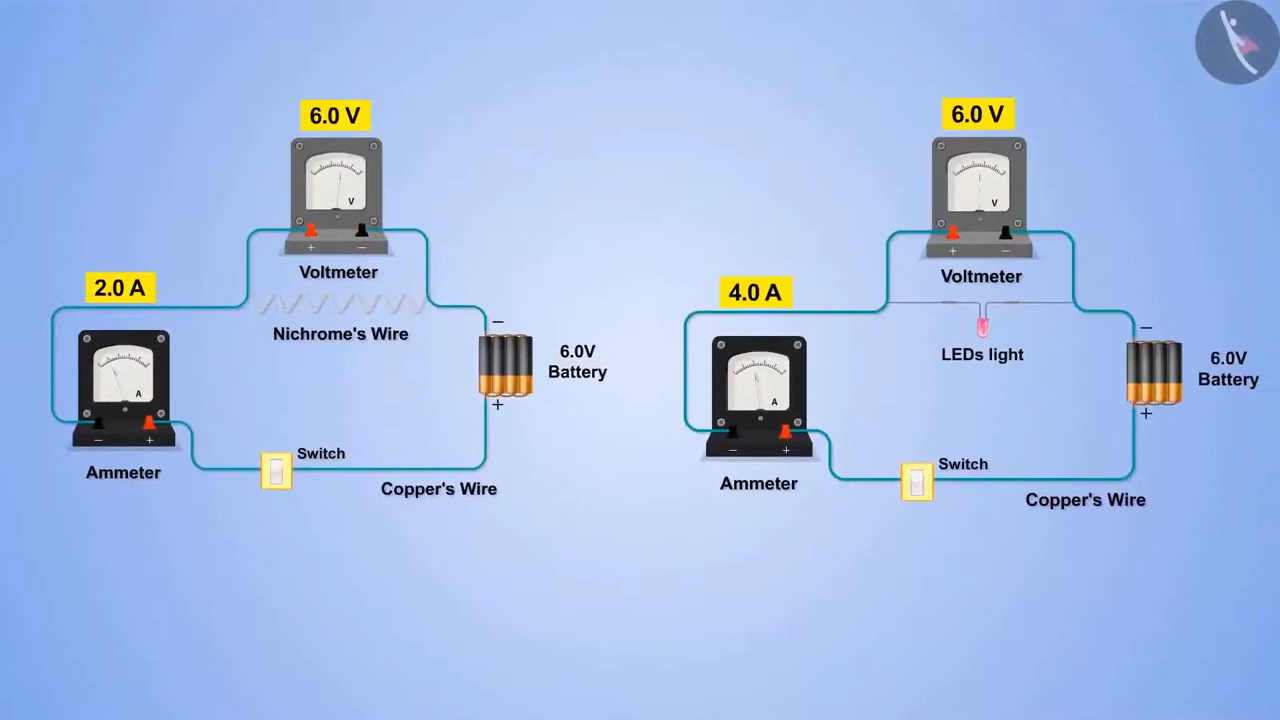 6.0 V
V
+ −
Voltmeter
2.0 A
Nichrome's Wire
−
6.0V
Battery
+
A
− +
Ammeter
Switch
Copper's Wire
6.0 V
V
+ −
Voltmeter
4.0 A
LEDs light
−
6.0V
Battery
+
A
− +
Ammeter
Switch
Copper's Wire